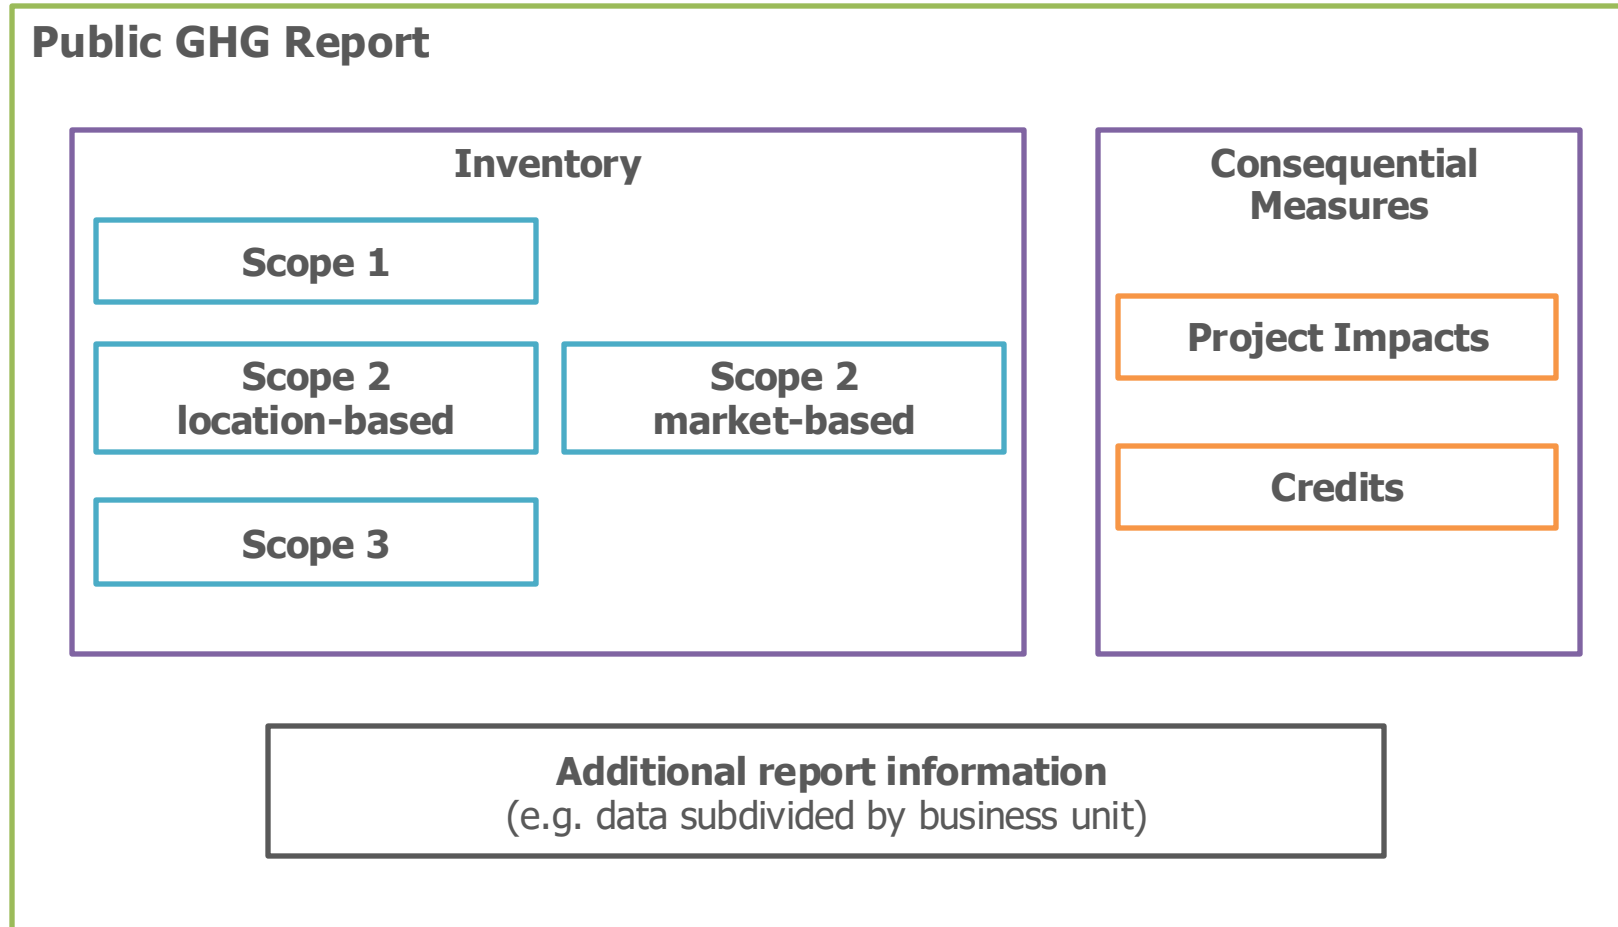 Public GHG Report
Inventory
Scope 1
Scope 2
location-based
Scope 2
market-based
Scope 3
Consequential
Measures
Project Impacts
Credits
Additional report information
(e.g. data subdivided by business unit)